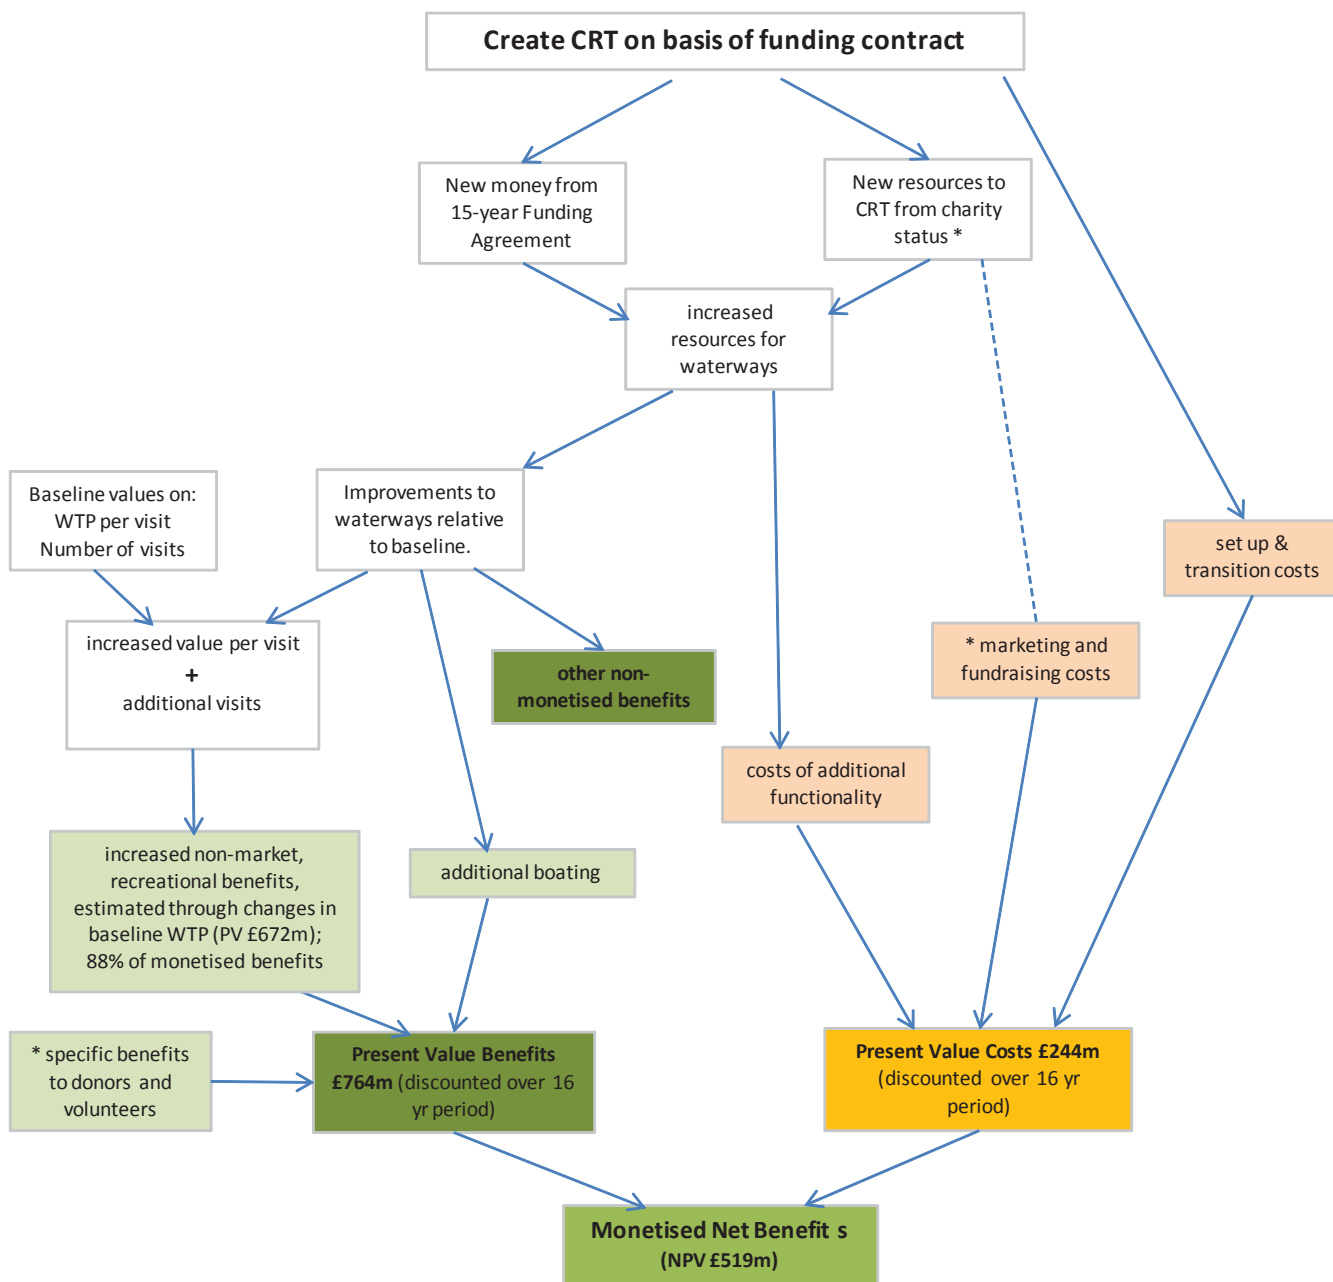 Create CRT on basis of funding contract
New money from
15-year Funding
Agreement
New resources to
CRT from charity
status *
increased
resources for
waterways
Baseline values on:
WTP per visit
Number of visits
Improvements to
waterways relative
to baseline.
set up &
transition costs
increased value per visit
+
additional visits
other non-
monetised benefits
* marketing and
fundraising costs
costs of additional
functionality
increased non-market,
recreational benefits,
estimated through changes in
baseline WTP (PV £672m);
88% of monetised benefits
additional boating
* specific benefits
to donors and
volunteers
Present Value Benefits
£764m (discounted over 16
yr period)
Present Value Costs £244m
(discounted over 16 yr
period)
Monetised Net Benefit s
(NPV £519m)